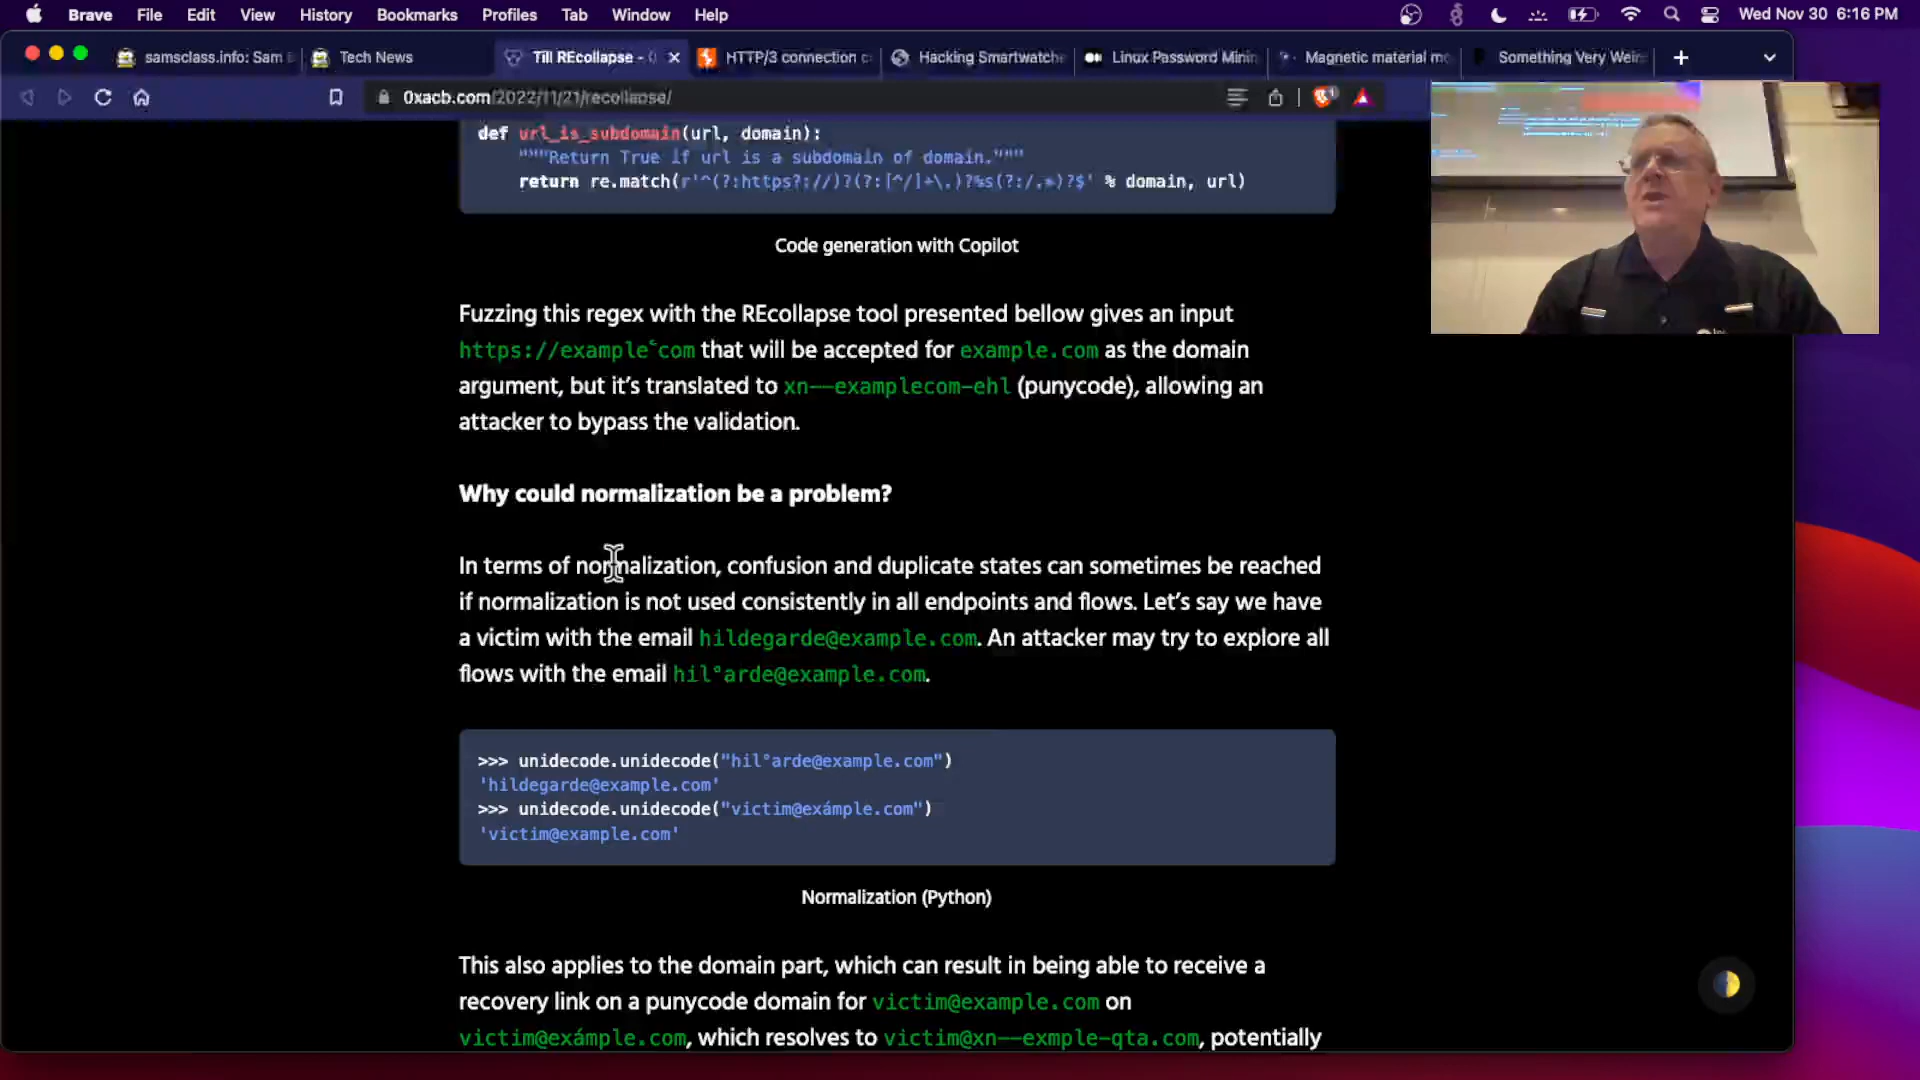 Brave File Edit View History Bookmarks Profiles Tab Window Help Wed Nov 30 6:16 PM
samsclass.info: Sam Tech News Till REcollapse - HTTP/3 connection Hacking Smartwatche Linux Password Minin Magnetic material mo Something Very Weir
0xacb.com/2022/11/21/recollapse/
def url_is_subdomain(url, domain):
"""Return True if url is a subdomain of domain."""
return re.match(r'^(?:https?://)?(?:[^/]+\.)?%s(?:/.*)?$' % domain, url)
Code generation with Copilot
Fuzzing this regex with the REcollapse tool presented bellow gives an input
https://example com that will be accepted for example.com as the domain
argument, but it's translated to xn--examplecom-ehl (punycode), allowing an
attacker to bypass the validation.
Why could normalization be a problem?
In terms of normalization, confusion and duplicate states can sometimes be reached
if normalization is not used consistently in all endpoints and flows. Let's say we have
a victim with the email hildegarde@example.com. An attacker may try to explore all
flows with the email hil°arde@example.com.
>>> unidecode.unidecode("hil°arde@example.com")
'hildegarde@example.com'
>>> unidecode.unidecode("victim@exámple.com")
'victim@example.com'
Normalization (Python)
This also applies to the domain part, which can result in being able to receive a
recovery link on a punycode domain for victim@example.com on
victim@exámple.com, which resolves to victim@xn--exmple-qta.com, potentially